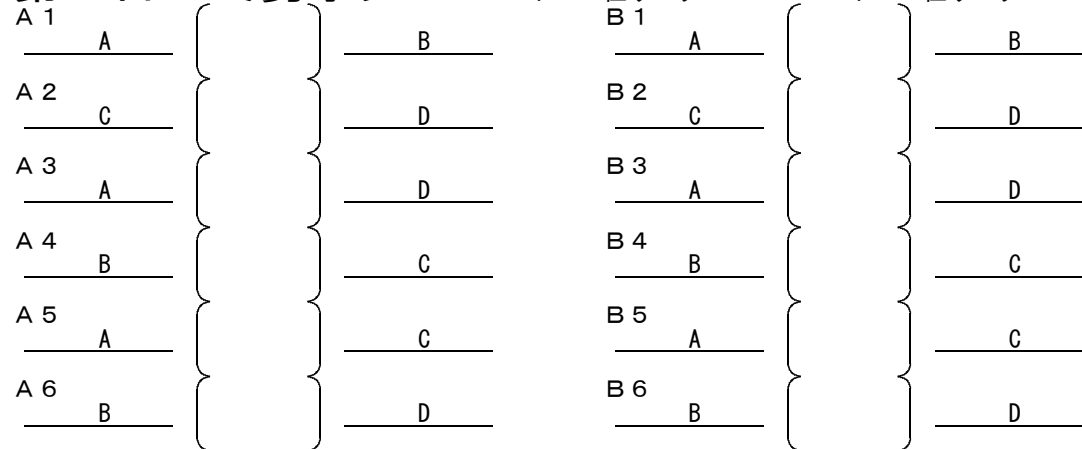 A1 A B B1 A B
A2 C D B2 C D
A3 A D B3 A D
A4 B C B4 B C
A5 A C B5 A C
A6 B D B6 B D